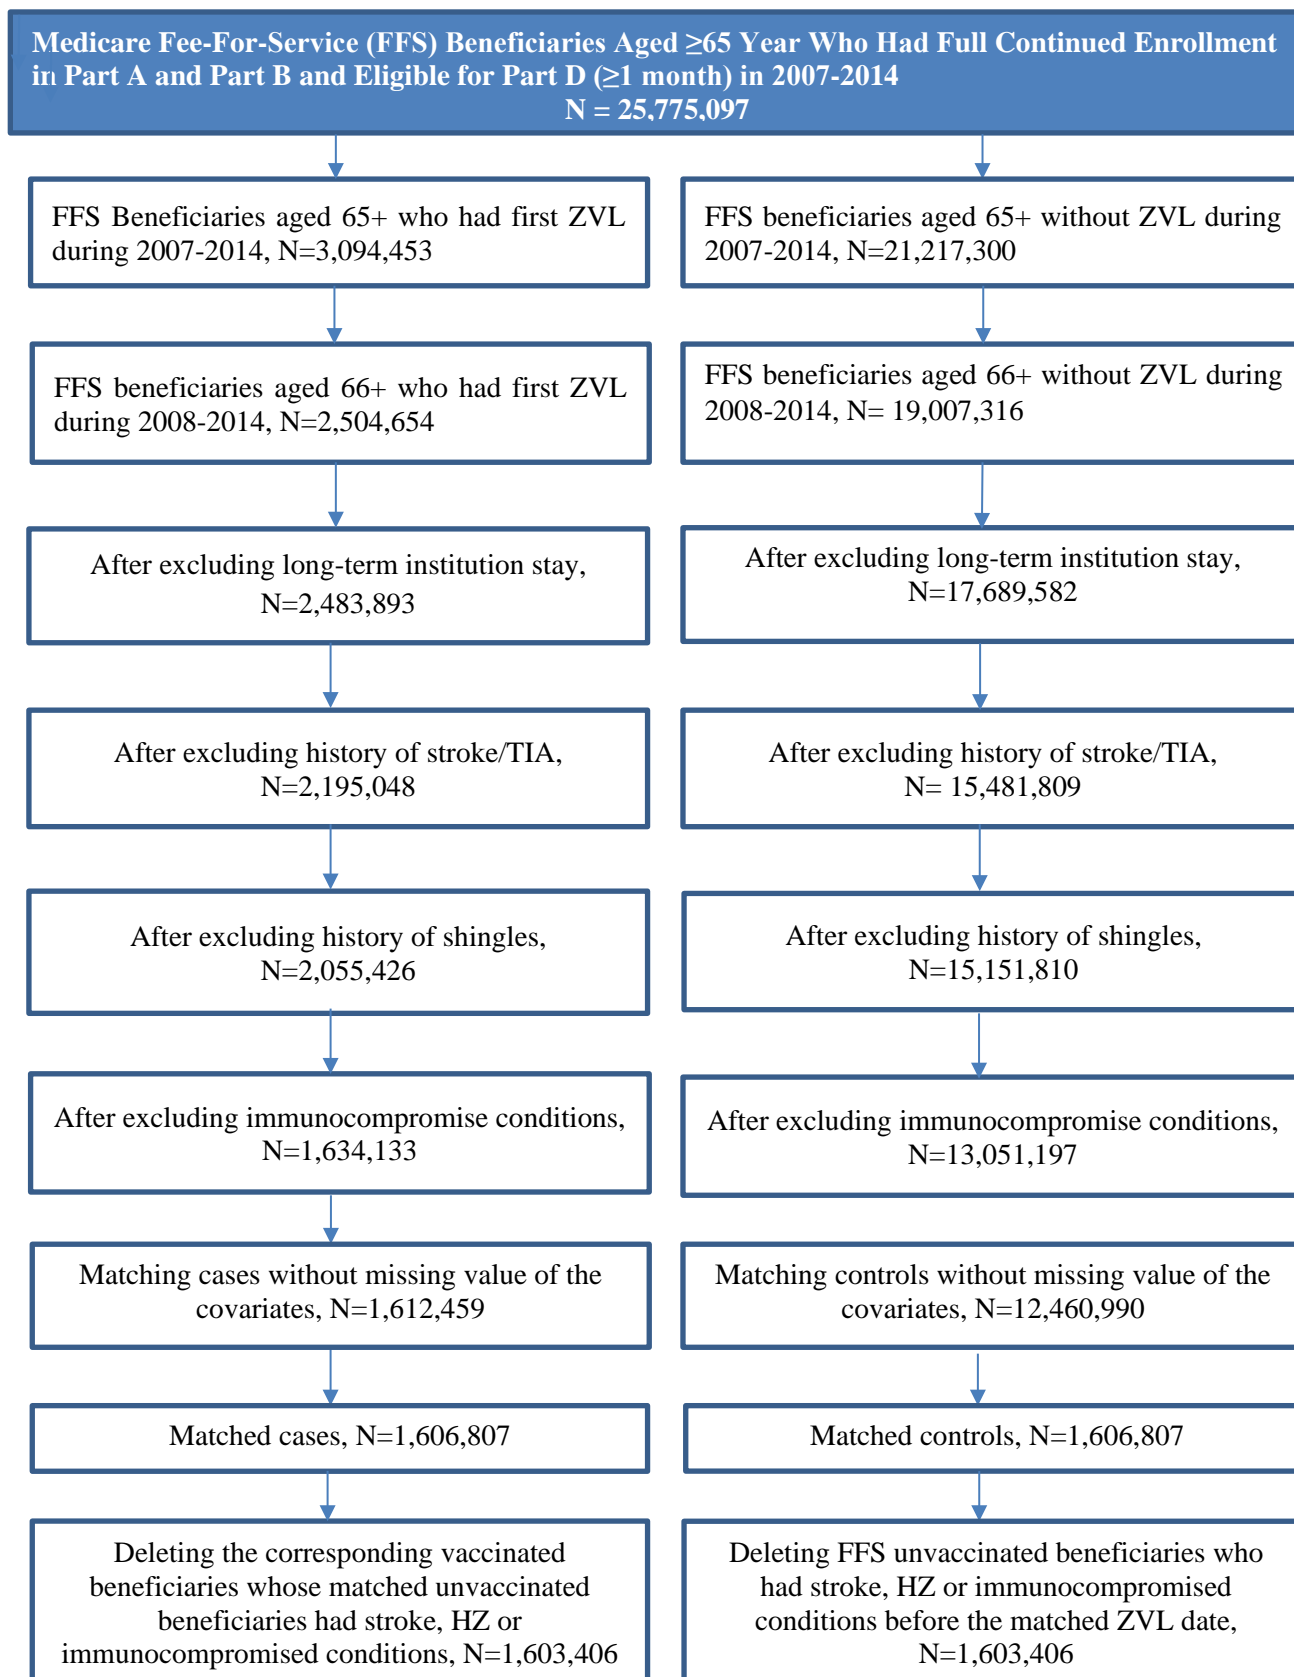 Medicare Fee-For-Service (FFS) Beneficiaries Aged ≥65 Year Who Had Full Continued Enrollment
in Part A and Part B and Eligible for Part D (≥1 month) in 2007-2014
N = 25,775,097
FFS Beneficiaries aged 65+ who had first ZVL
during 2007-2014, N=3,094,453
FFS beneficiaries aged 65+ without ZVL during
2007-2014, N=21,217,300
FFS beneficiaries aged 66+ who had first ZVL
during 2008-2014, N=2,504,654
FFS beneficiaries aged 66+ without ZVL during
2008-2014, N= 19,007,316
After excluding long-term institution stay,
N=2,483,893
After excluding long-term institution stay,
N=17,689,582
After excluding history of stroke/TIA,
N=2,195,048
After excluding history of stroke/TIA,
N= 15,481,809
After excluding history of shingles,
N=2,055,426
After excluding history of shingles,
N=15,151,810
After excluding immunocompromise conditions,
N=1,634,133
After excluding immunocompromise conditions,
N=13,051,197
Matching cases without missing value of the
covariates, N=1,612,459
Matching controls without missing value of the
covariates, N=12,460,990
Matched cases, N=1,606,807
Matched controls, N=1,606,807
Deleting the corresponding vaccinated
beneficiaries whose matched unvaccinated
beneficiaries had stroke, HZ or
immunocompromised conditions, N=1,603,406
Deleting FFS unvaccinated beneficiaries who
had stroke, HZ or immunocompromised
conditions before the matched ZVL date,
N=1,603,406